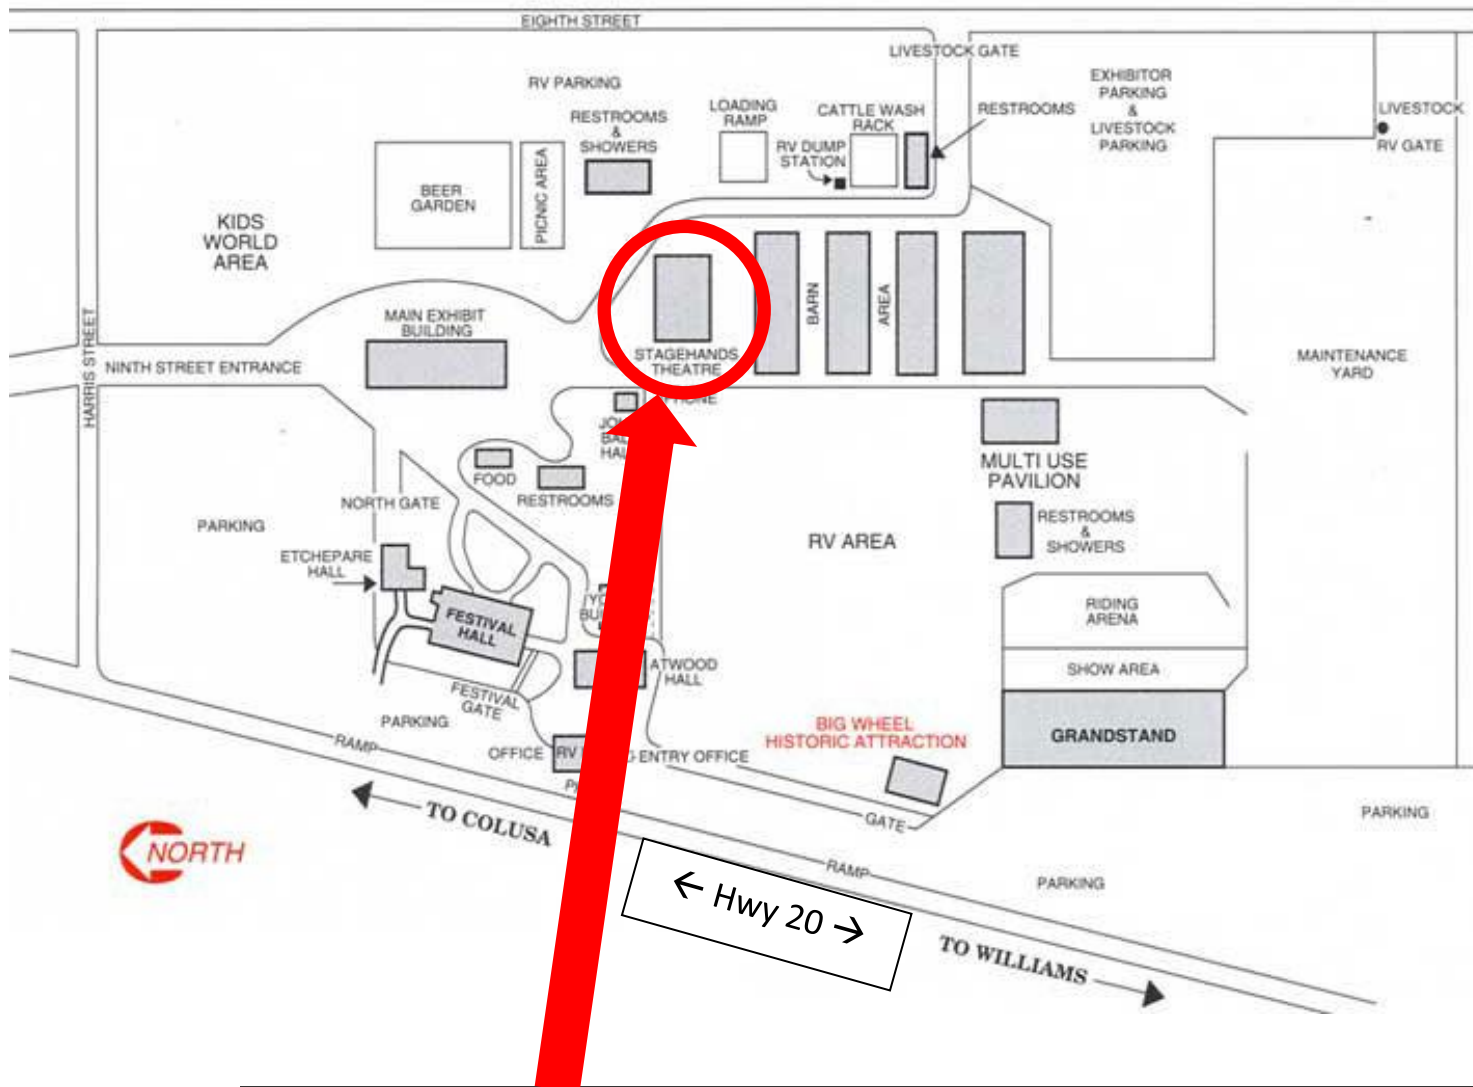 EIGHTH STREET
LIVESTOCK GATE
RV PARKING
EXHIBITOR
PARKING
&
LIVESTOCK
PARKING
RESTROOMS
&
SHOWERS
LOADING
RAMP
CATTLE WASH
RACK
RESTROOMS
LIVESTOCK
RV GATE
RV DUMP
STATION
BEER
GARDEN
PICNIC AREA
KIDS
WORLD
AREA
MAIN EXHIBIT
BUILDING
BARN
AREA
STAGEHANDS
THEATRE
MAINTENANCE
YARD
NINTH STREET ENTRANCE
HARRIS STREET
PHONE
HALL
FOOD
RESTROOMS
MULTI USE
PAVILION
NORTH GATE
PARKING
RV AREA
RESTROOMS
&
SHOWERS
ETCHEPARE
HALL
FESTIVAL
HALL
RIDING
ARENA
ATWOOD
HALL
SHOW AREA
FESTIVAL
GATE
PARKING
BIG WHEEL
HISTORIC ATTRACTION
GRANDSTAND
RAMP
OFFICE
RV
ENTRY OFFICE
GATE
PARKING
TO COLUSA
NORTH
RAMP
PARKING
← Hwy 20 →
TO WILLIAMS